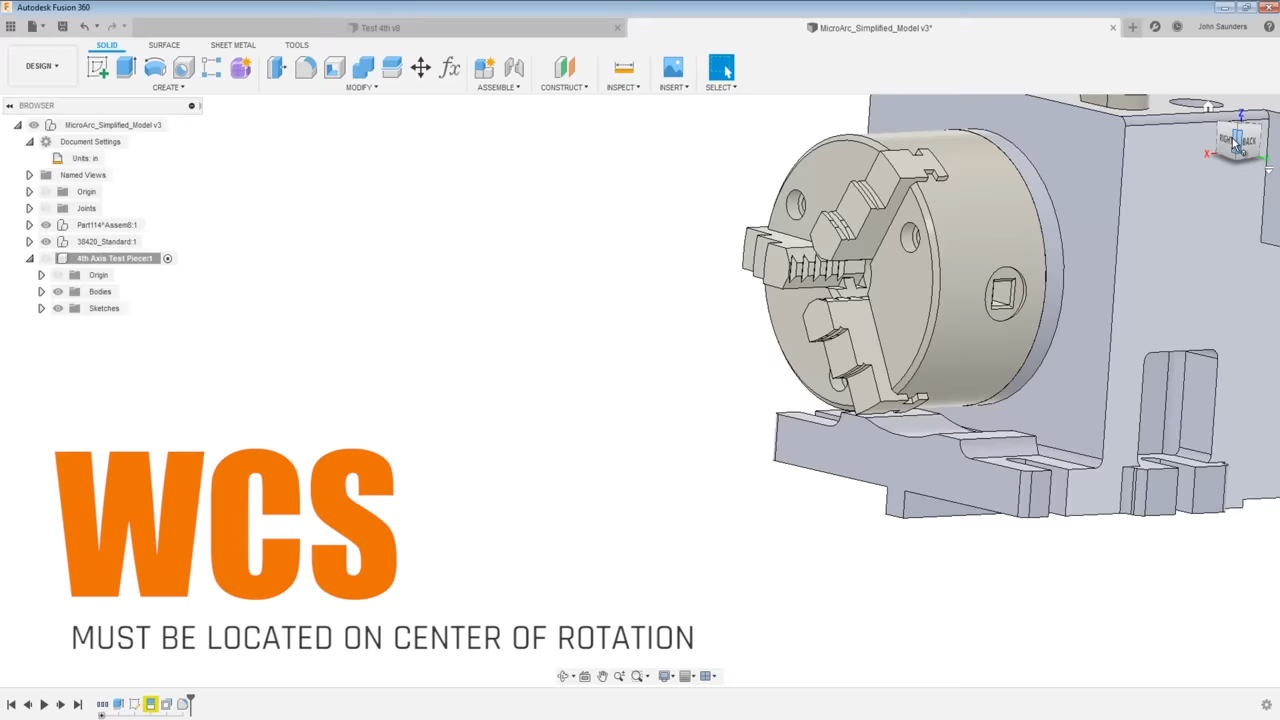 Autodesk Fusion 360
Test 4th v8
MicroArc_Simplified_Model v3*
John Saunders
SOLID
SURFACE
SHEET METAL
TOOLS
DESIGN
CREATE
MODIFY
ASSEMBLE
CONSTRUCT
INSPECT
INSERT
SELECT
BROWSER
MicroArc_Simplified_Model v3
Document Settings
Units: in
Named Views
Origin
Joints
Part114^Assem8:1
38420_Standard:1
4th Axis Test Piece:1
Origin
Bodies
Sketches
Z
X
RIGHT
BACK
WCS
MUST BE LOCATED ON CENTER OF ROTATION